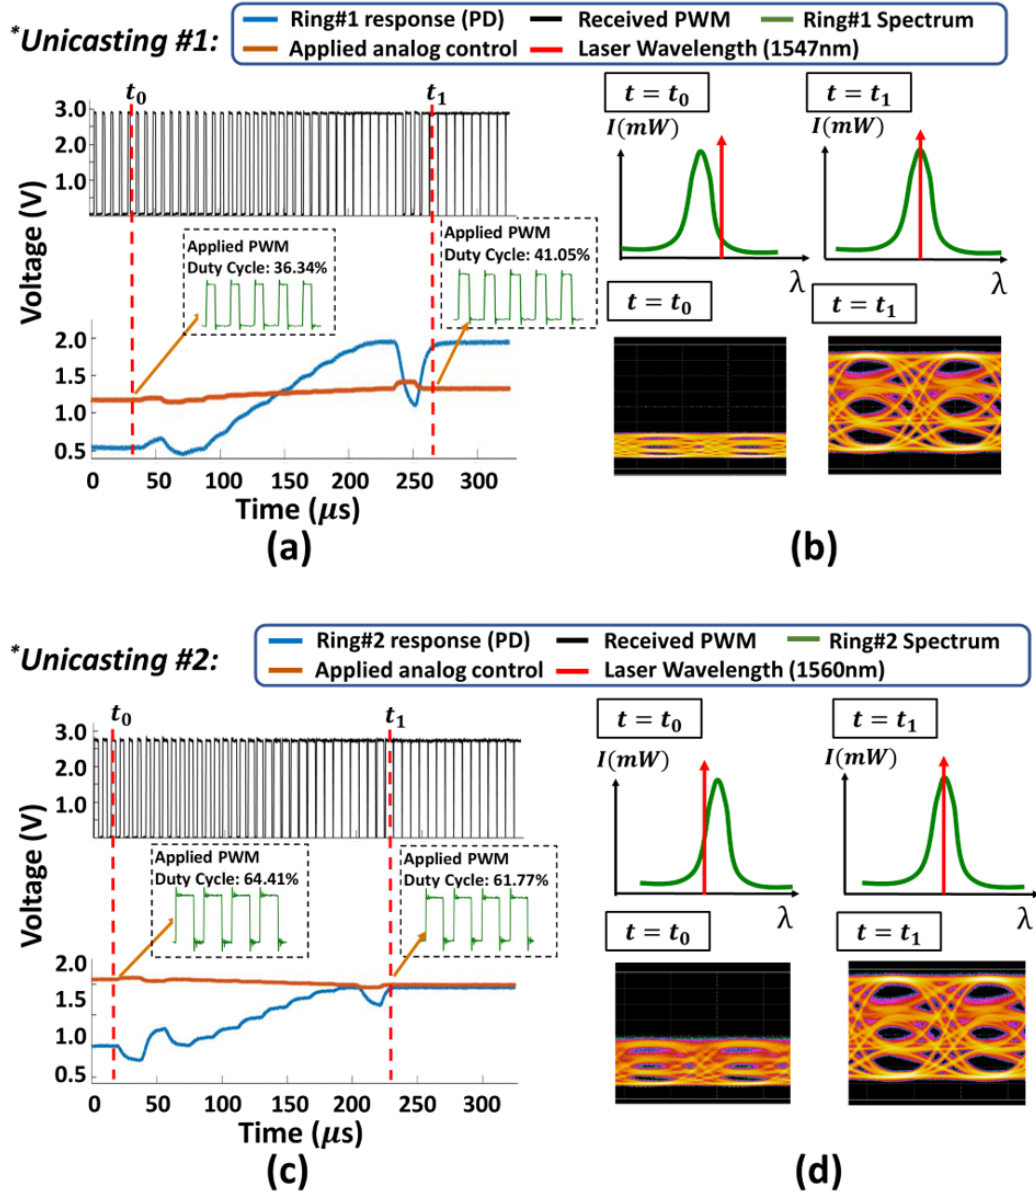 *Unicasting #1:
Ring#1 response (PD) Received PWM Ring#1 Spectrum
Applied analog control Laser Wavelength (1547nm)
t₀ t₁
3.0
2.0
1.0
Applied PWM
Duty Cycle: 36.34%
Applied PWM
Duty Cycle: 41.05%
Voltage (V)
2.0
1.5
1.0
0.5
0 50 100 150 200 250 300
Time (μs)
(a)
t = t₀ t = t₁
I(mW) I(mW)
λ λ
t = t₀ t = t₁
(b)
*Unicasting #2:
Ring#2 response (PD) Received PWM Ring#2 Spectrum
Applied analog control Laser Wavelength (1560nm)
t₀ t₁
3.0
2.0
1.0
Applied PWM
Duty Cycle: 64.41%
Applied PWM
Duty Cycle: 61.77%
Voltage (V)
2.0
1.5
1.0
0.5
0 50 100 150 200 250 300
Time (μs)
(c)
t = t₀ t = t₁
I(mW) I(mW)
λ λ
t = t₀ t = t₁
(d)